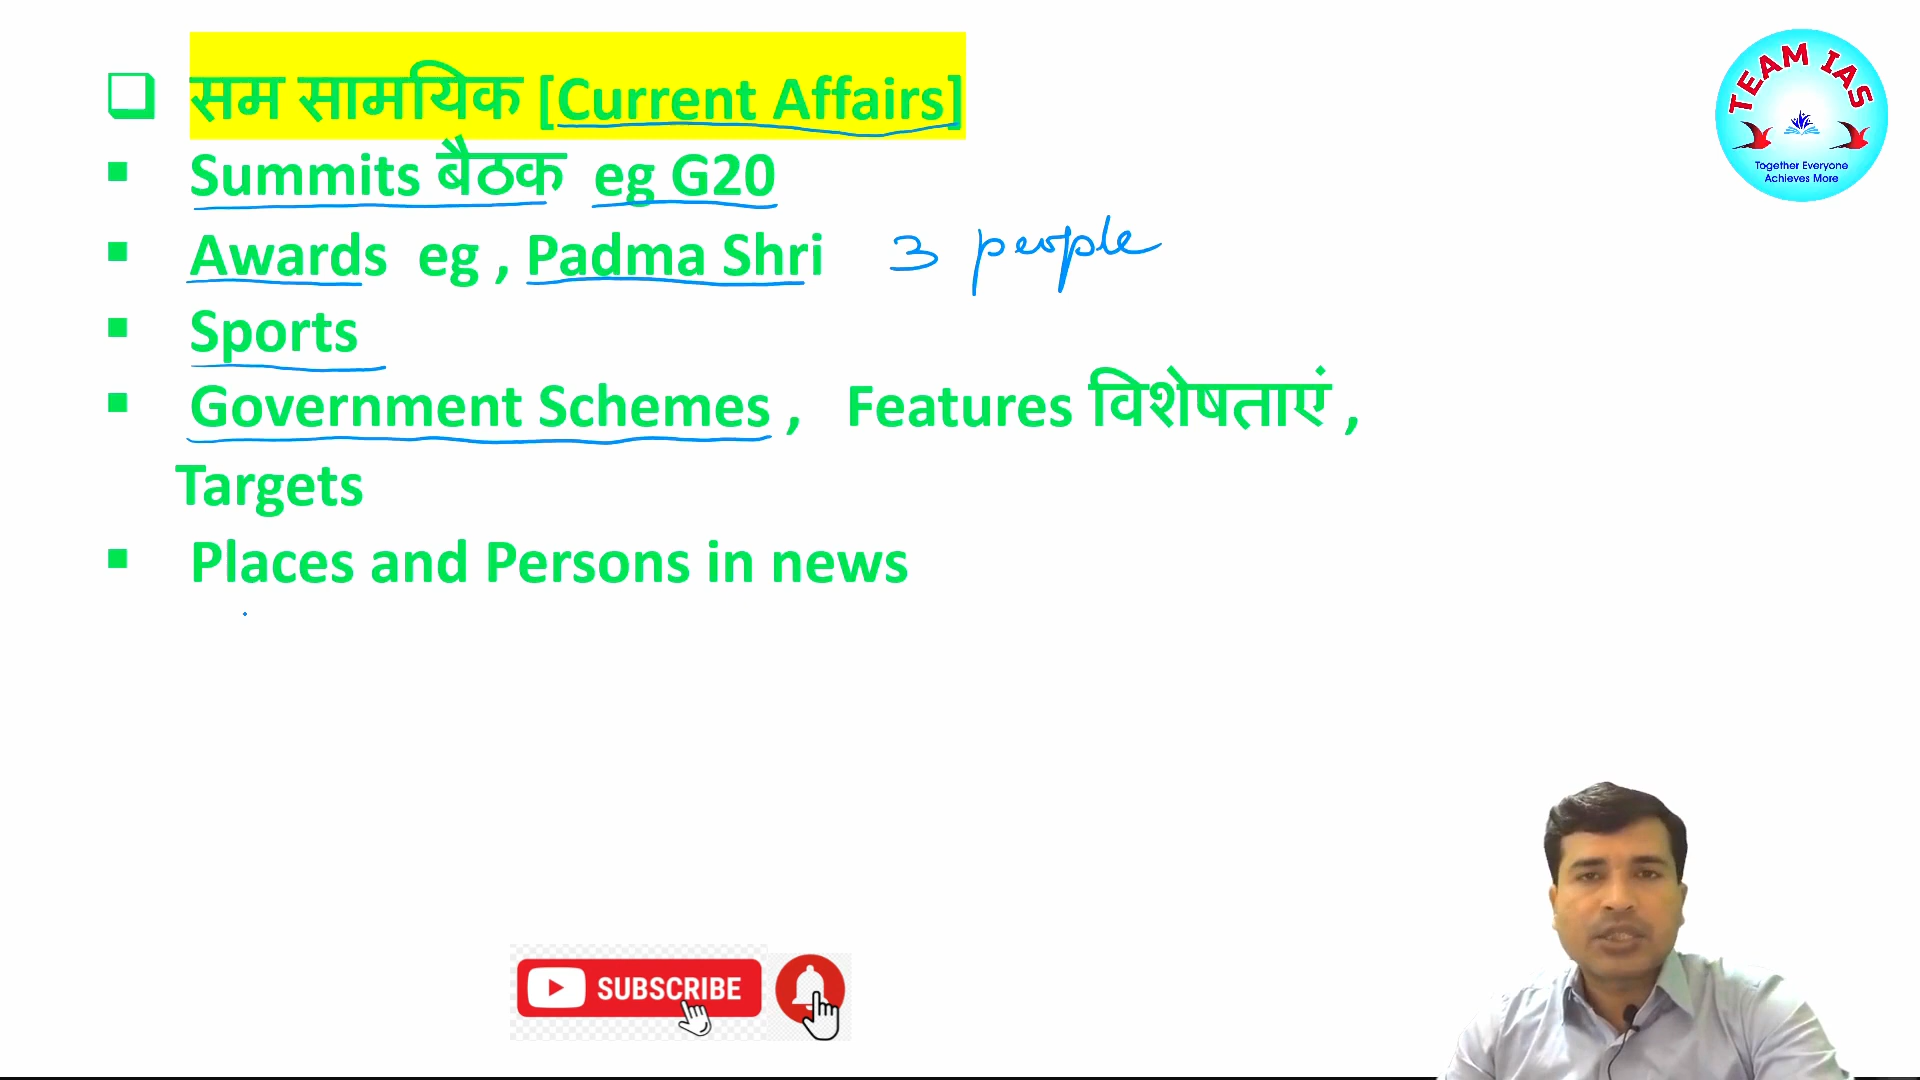 सम सामयिक [Current Affairs]
Summits बैठक eg G20
Awards eg , Padma Shri 3 people
Sports
Government Schemes , Features विशेषताएं ,
Targets
Places and Persons in news
TEAM IAS
Together Everyone
Achieves More
SUBSCRIBE